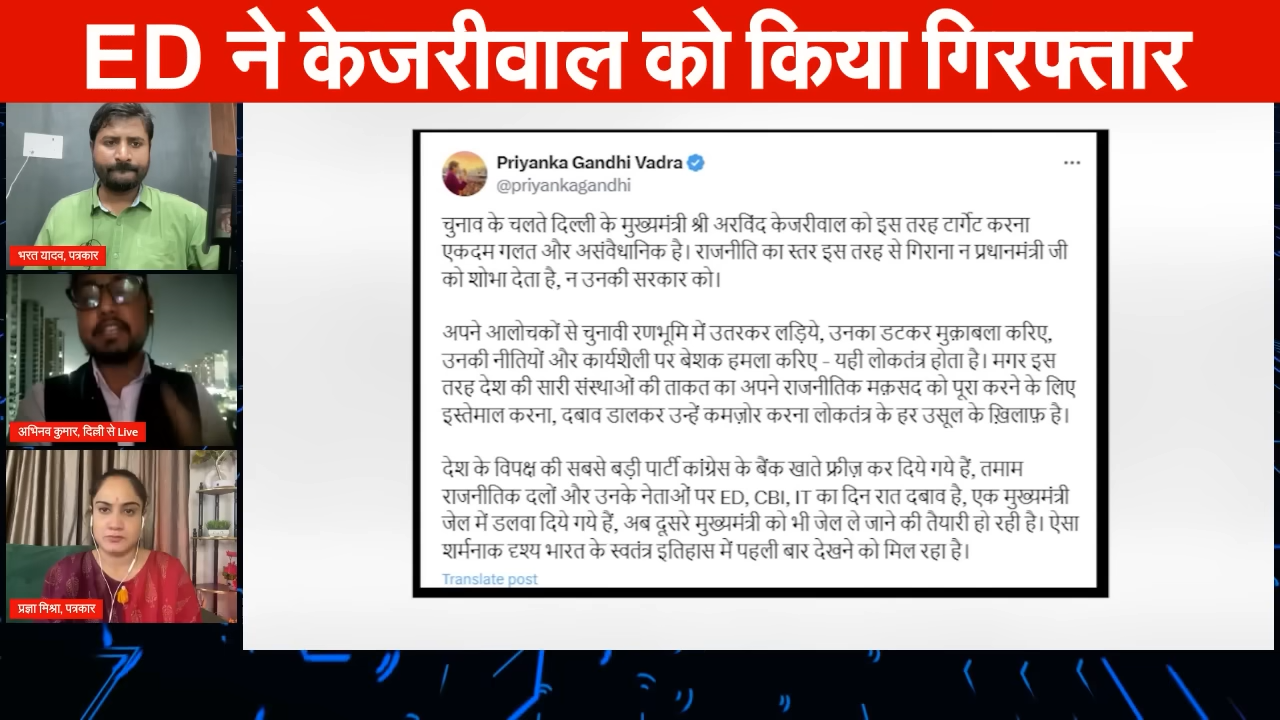 ED ने केजरीवाल को किया गिरफ्तार
भरत यादव, पत्रकार
अभिनव कुमार, दिल्ली से Live
प्रज्ञा मिश्रा, पत्रकार
Priyanka Gandhi Vadra
@priyankagandhi
चुनाव के चलते दिल्ली के मुख्यमंत्री श्री अरविंद केजरीवाल को इस तरह टार्गेट करना
एकदम गलत और असंवैधानिक है। राजनीति का स्तर इस तरह से गिराना न प्रधानमंत्री जी
को शोभा देता है, न उनकी सरकार को।
अपने आलोचकों से चुनावी रणभूमि में उतरकर लड़िये, उनका डटकर मुक़ाबला करिए,
उनकी नीतियों और कार्यशैली पर बेशक हमला करिए - यही लोकतंत्र होता है। मगर इस
तरह देश की सारी संस्थाओं की ताकत का अपने राजनीतिक मक़सद को पूरा करने के लिए
इस्तेमाल करना, दबाव डालकर उन्हें कमज़ोर करना लोकतंत्र के हर उसूल के ख़िलाफ़ है।
देश के विपक्ष की सबसे बड़ी पार्टी कांग्रेस के बैंक खाते फ्रीज़ कर दिये गये हैं, तमाम
राजनीतिक दलों और उनके नेताओं पर ED, CBI, IT का दिन रात दबाव है, एक मुख्यमंत्री
जेल में डलवा दिये गए हैं, अब दूसरे मुख्यमंत्री को भी जेल ले जाने की तैयारी हो रही है। ऐसा
शर्मनाक दृश्य भारत के स्वतंत्र इतिहास में पहली बार देखने को मिल रहा है।
Translate post